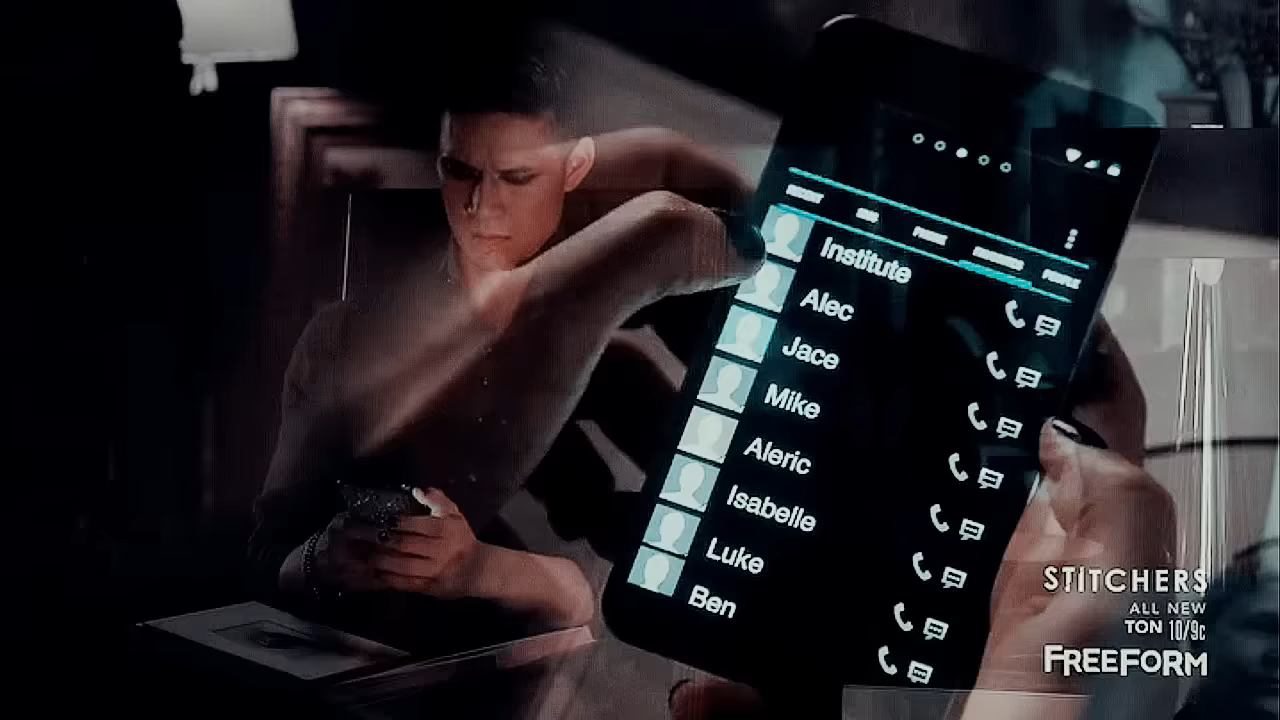 Institute
Alec
Jace
Mike
Aleric
Isabelle
Luke
Ben
STITCHERS
ALL NEW
TON 10/9c
FREEFORM